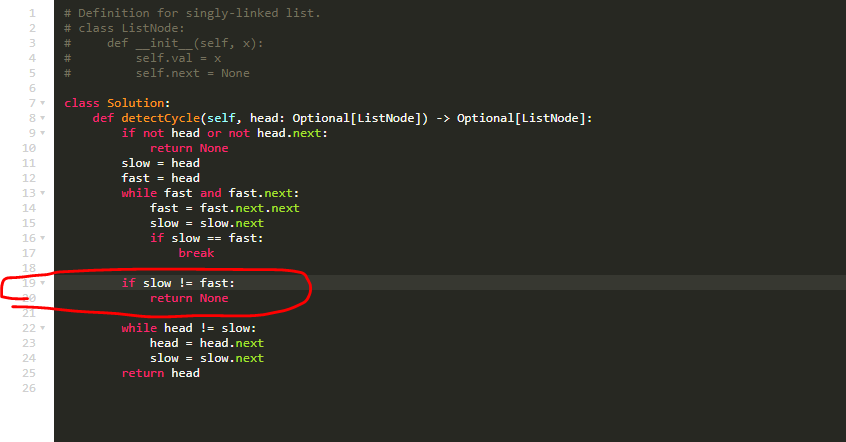 1 # Definition for singly-linked list.
2 # class ListNode:
3 #     def __init__(self, x):
4 #         self.val = x
5 #         self.next = None
6
7 class Solution:
8     def detectCycle(self, head: Optional[ListNode]) -> Optional[ListNode]:
9         if not head or not head.next:
10             return None
11         slow = head
12         fast = head
13         while fast and fast.next:
14             fast = fast.next.next
15             slow = slow.next
16             if slow == fast:
17                 break
18
19         if slow != fast:
20             return None
21
22         while head != slow:
23             head = head.next
24             slow = slow.next
25         return head
26